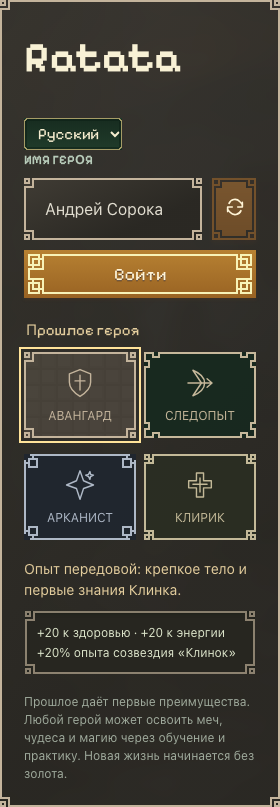 Ratata
Русский
ИМЯ ГЕРОЯ
Андрей Сорока
Войти
Прошлое героя
АВАНГАРД
СЛЕДОПЫТ
АРКАНИСТ
КЛИРИК
Опыт передовой: крепкое тело и
первые знания Клинка.
+20 к здоровью · +20 к энергии
+20% опыта созвездия «Клинок»
Прошлое даёт первые преимущества.
Любой герой может освоить меч,
чудеса и магию через обучение и
практику. Новая жизнь начинается без
золота.